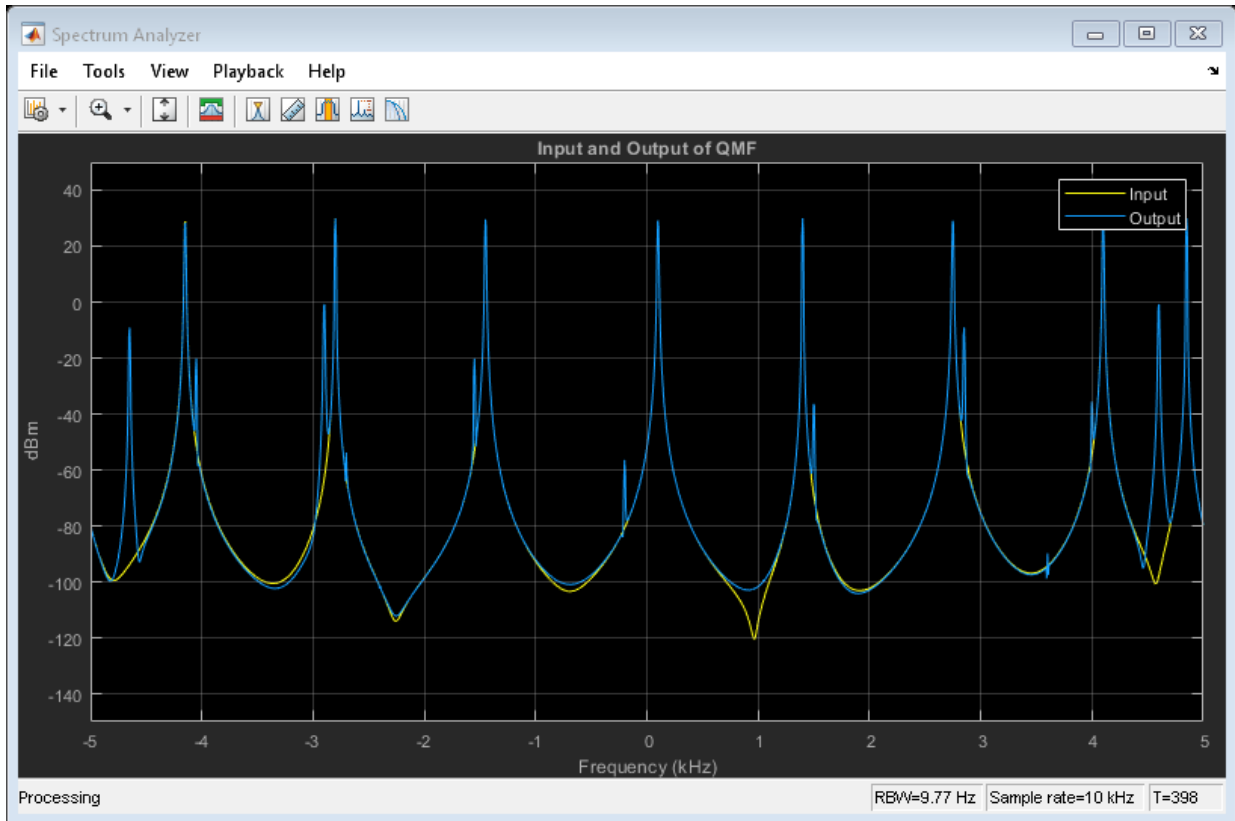 Spectrum Analyzer
File Tools View Playback Help
Input and Output of QMF
Input
Output
dBm
40
20
0
-20
-40
-60
-80
-100
-120
-140
-5 -4 -3 -2 -1 0 1 2 3 4 5
Frequency (kHz)
Processing RBW=9.77 Hz Sample rate=10 kHz T=398